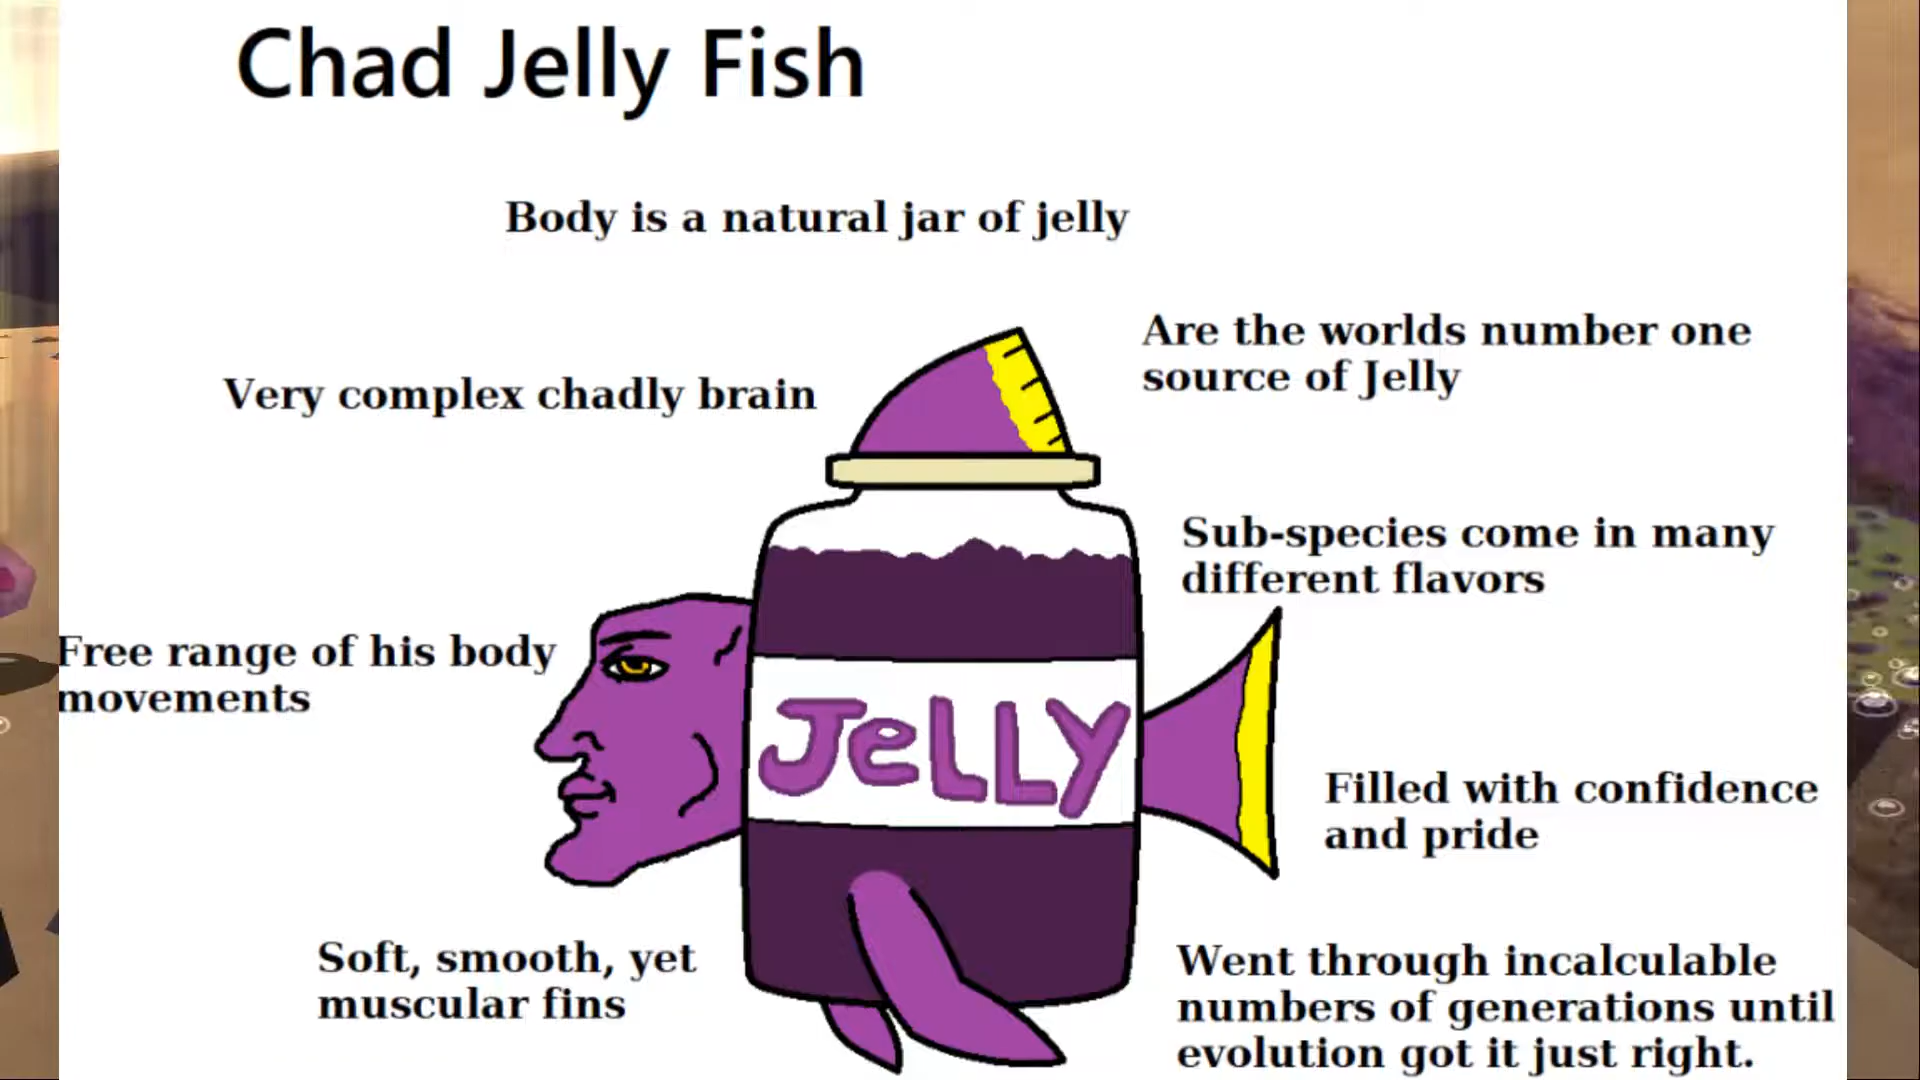 Chad Jelly Fish
Body is a natural jar of jelly
Are the worlds number one
source of Jelly
Very complex chadly brain
Sub-species come in many
different flavors
Free range of his body
movements
JeLLY
Filled with confidence
and pride
Soft, smooth, yet
muscular fins
Went through incalculable
numbers of generations until
evolution got it just right.